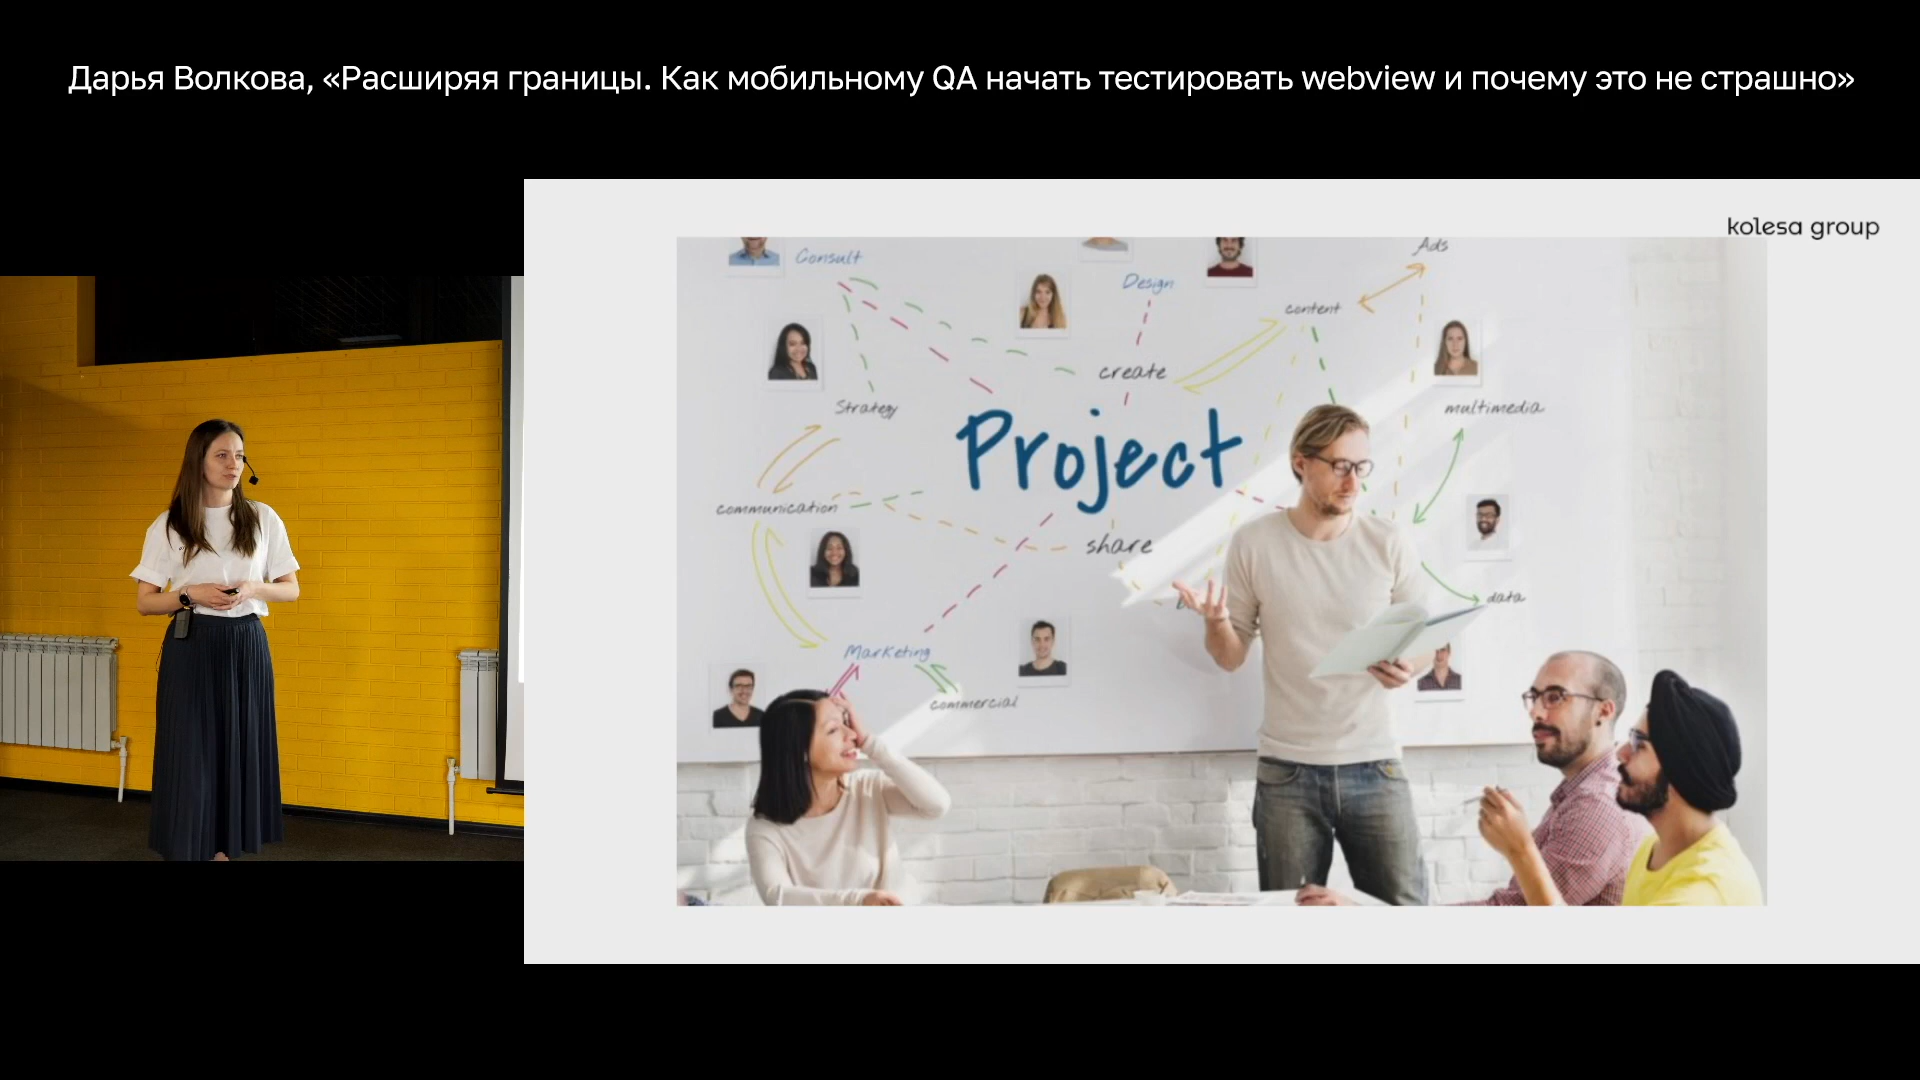 Дарья Волкова, «Расширяя границы. Как мобильному QA начать тестировать webview и почему это не страшно»
kolesa group
Ads
Consult
Design
content
create
Strategy
multimedia
Project
communication
share
data
Marketing
commercial